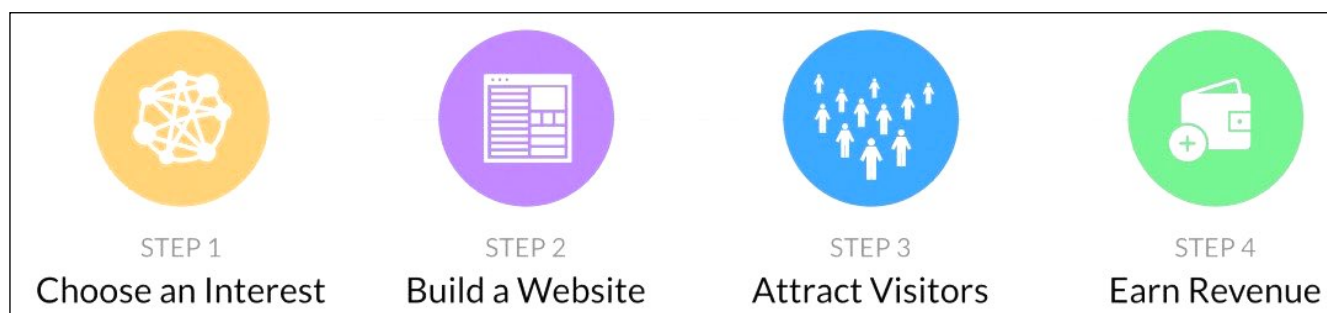 STEP 1
Choose an Interest
STEP 2
Build a Website
STEP 3
Attract Visitors
STEP 4
Earn Revenue